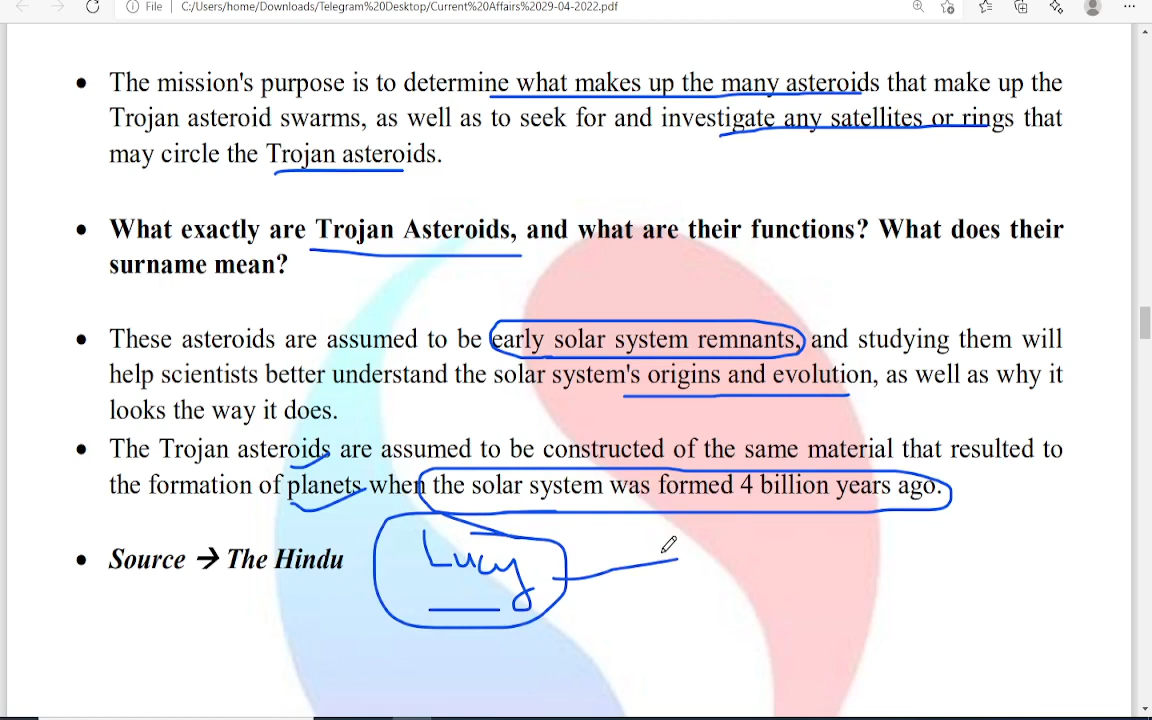 File | C:/Users/home/Downloads/Telegram%20Desktop/Current%20Affairs%2029-04-2022.pdf
• The mission's purpose is to determine what makes up the many asteroids that make up the
Trojan asteroid swarms, as well as to seek for and investigate any satellites or rings that
may circle the Trojan asteroids.
• What exactly are Trojan Asteroids, and what are their functions? What does their
surname mean?
• These asteroids are assumed to be early solar system remnants, and studying them will
help scientists better understand the solar system's origins and evolution, as well as why it
looks the way it does.
• The Trojan asteroids are assumed to be constructed of the same material that resulted to
the formation of planets when the solar system was formed 4 billion years ago.
• Source → The Hindu
Lucy